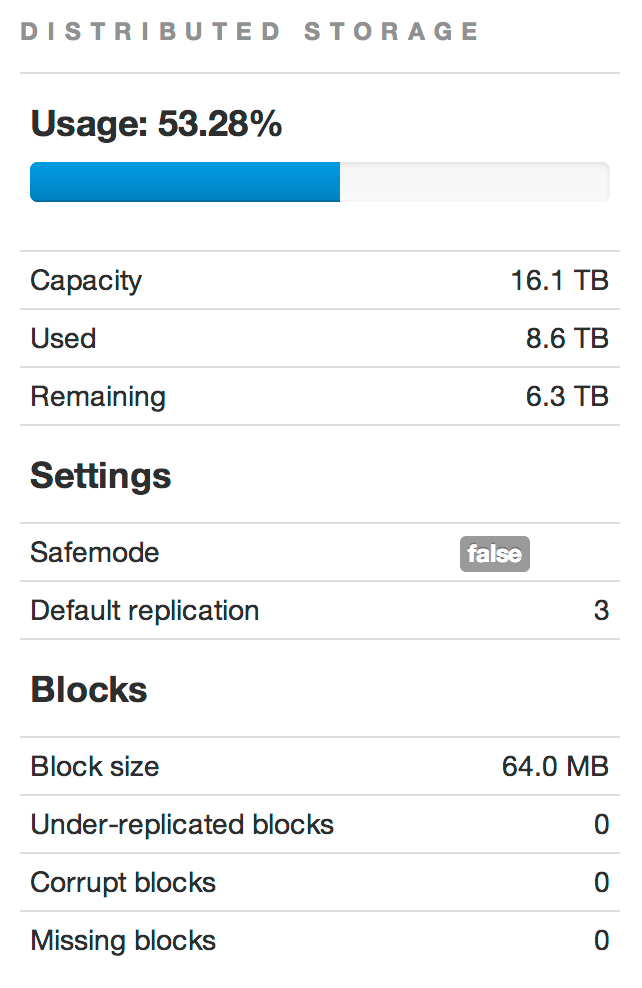 DISTRIBUTED STORAGE
Usage: 53.28%
Capacity 16.1 TB
Used 8.6 TB
Remaining 6.3 TB
Settings
Safemode false
Default replication 3
Blocks
Block size 64.0 MB
Under-replicated blocks 0
Corrupt blocks 0
Missing blocks 0